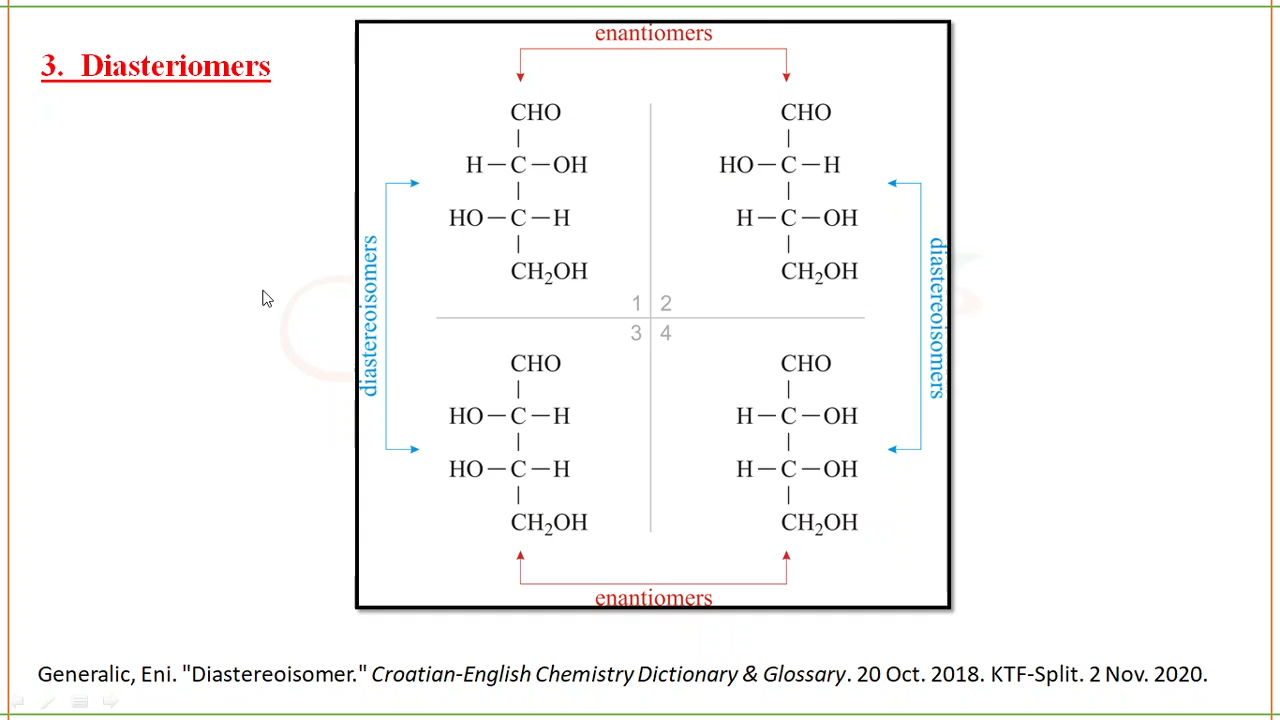 3. Diasteriomers
enantiomers
CHO CHO
| |
H—C—OH HO—C—H
| |
HO—C—H H—C—OH
| |
CH₂OH CH₂OH
diastereoisomers
diastereoisomers
1 2
3 4
CHO CHO
| |
HO—C—H H—C—OH
| |
HO—C—H H—C—OH
| |
CH₂OH CH₂OH
enantiomers
Generalic, Eni. "Diastereoisomer." Croatian-English Chemistry Dictionary & Glossary. 20 Oct. 2018. KTF-Split. 2 Nov. 2020.